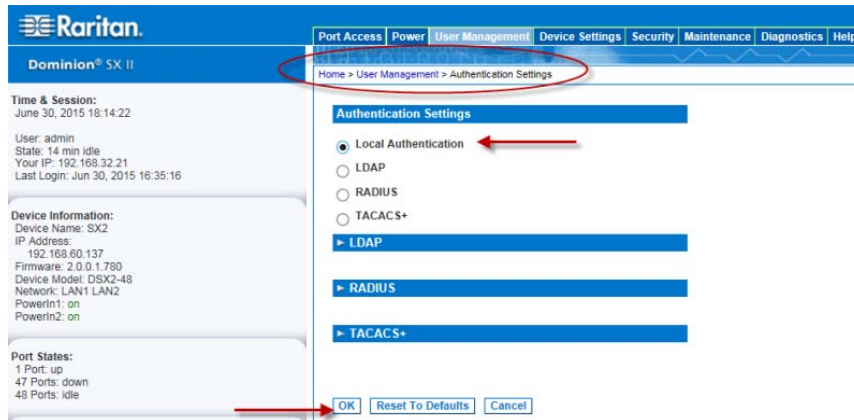 Raritan.
Port Access Power User Management Device Settings Security Maintenance Diagnostics Help
Dominion® SX II
Home > User Management > Authentication Settings
Time & Session:
June 30, 2015 18:14:22
User: admin
State: 14 min idle
Your IP: 192.168.32.21
Last Login: Jun 30, 2015 16:35:16
Device Information:
Device Name: SX2
IP Address:
192.168.60.137
Firmware: 2.0.0.1.780
Device Model: DSX2-48
Network: LAN1 LAN2
PowerIn1: on
PowerIn2: on
Port States:
1 Port: up
47 Ports: down
48 Ports: idle
Authentication Settings
Local Authentication
LDAP
RADIUS
TACACS+
► LDAP
► RADIUS
► TACACS+
OK Reset To Defaults Cancel